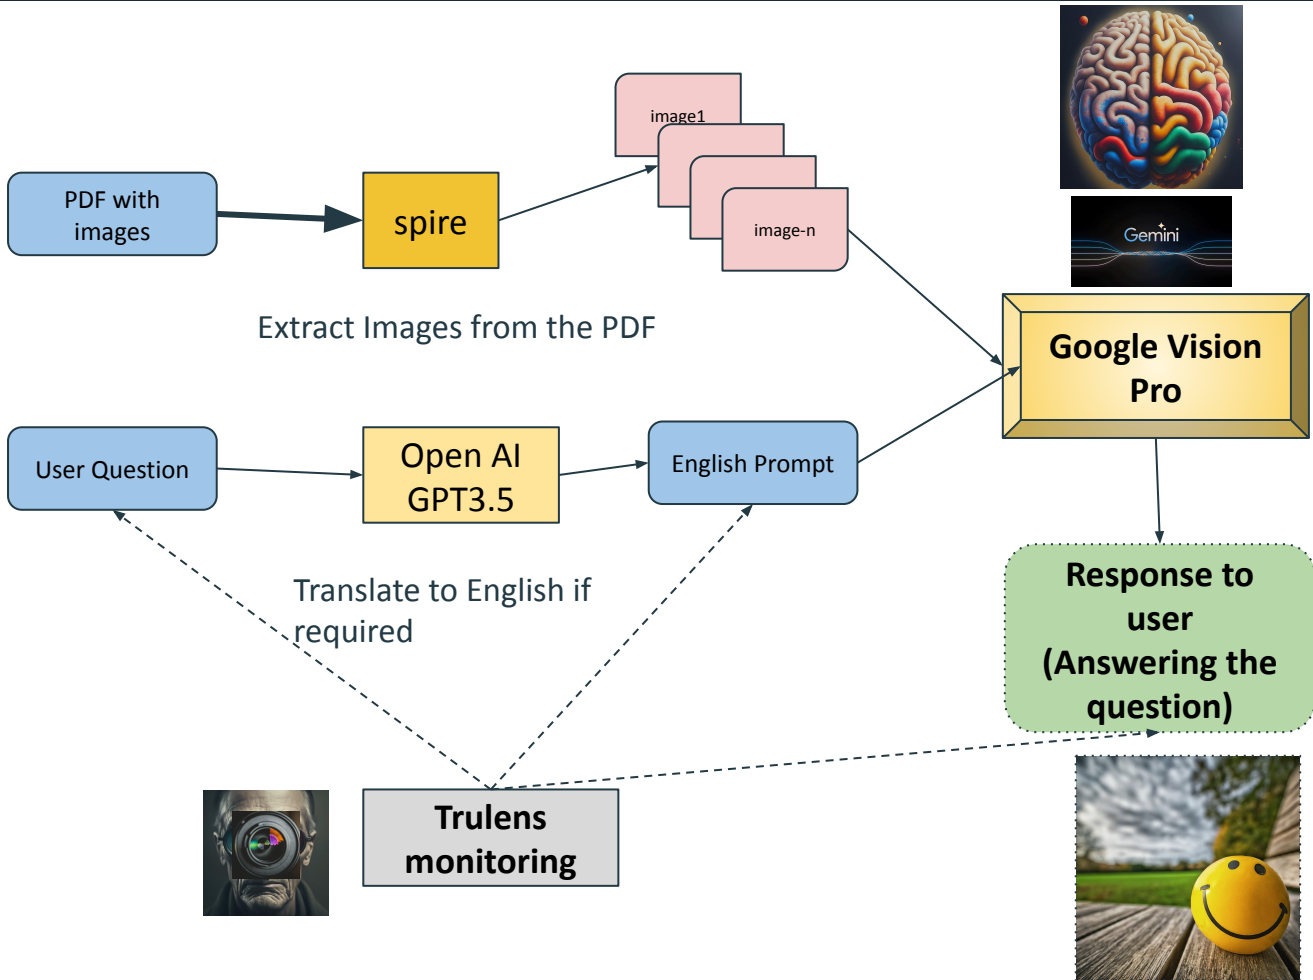 image1
PDF with
images
spire
image-n
Gemini
Extract Images from the PDF
Google Vision
Pro
User Question
Open AI
GPT3.5
English Prompt
Translate to English if
required
Response to
user
(Answering the
question)
Trulens
monitoring